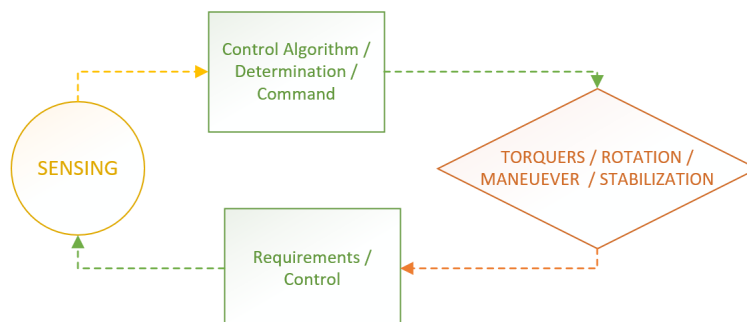 Control Algorithm /
Determination /
Command
SENSING
TORQUERS / ROTATION /
MANEUEVER / STABILIZATION
Requirements /
Control